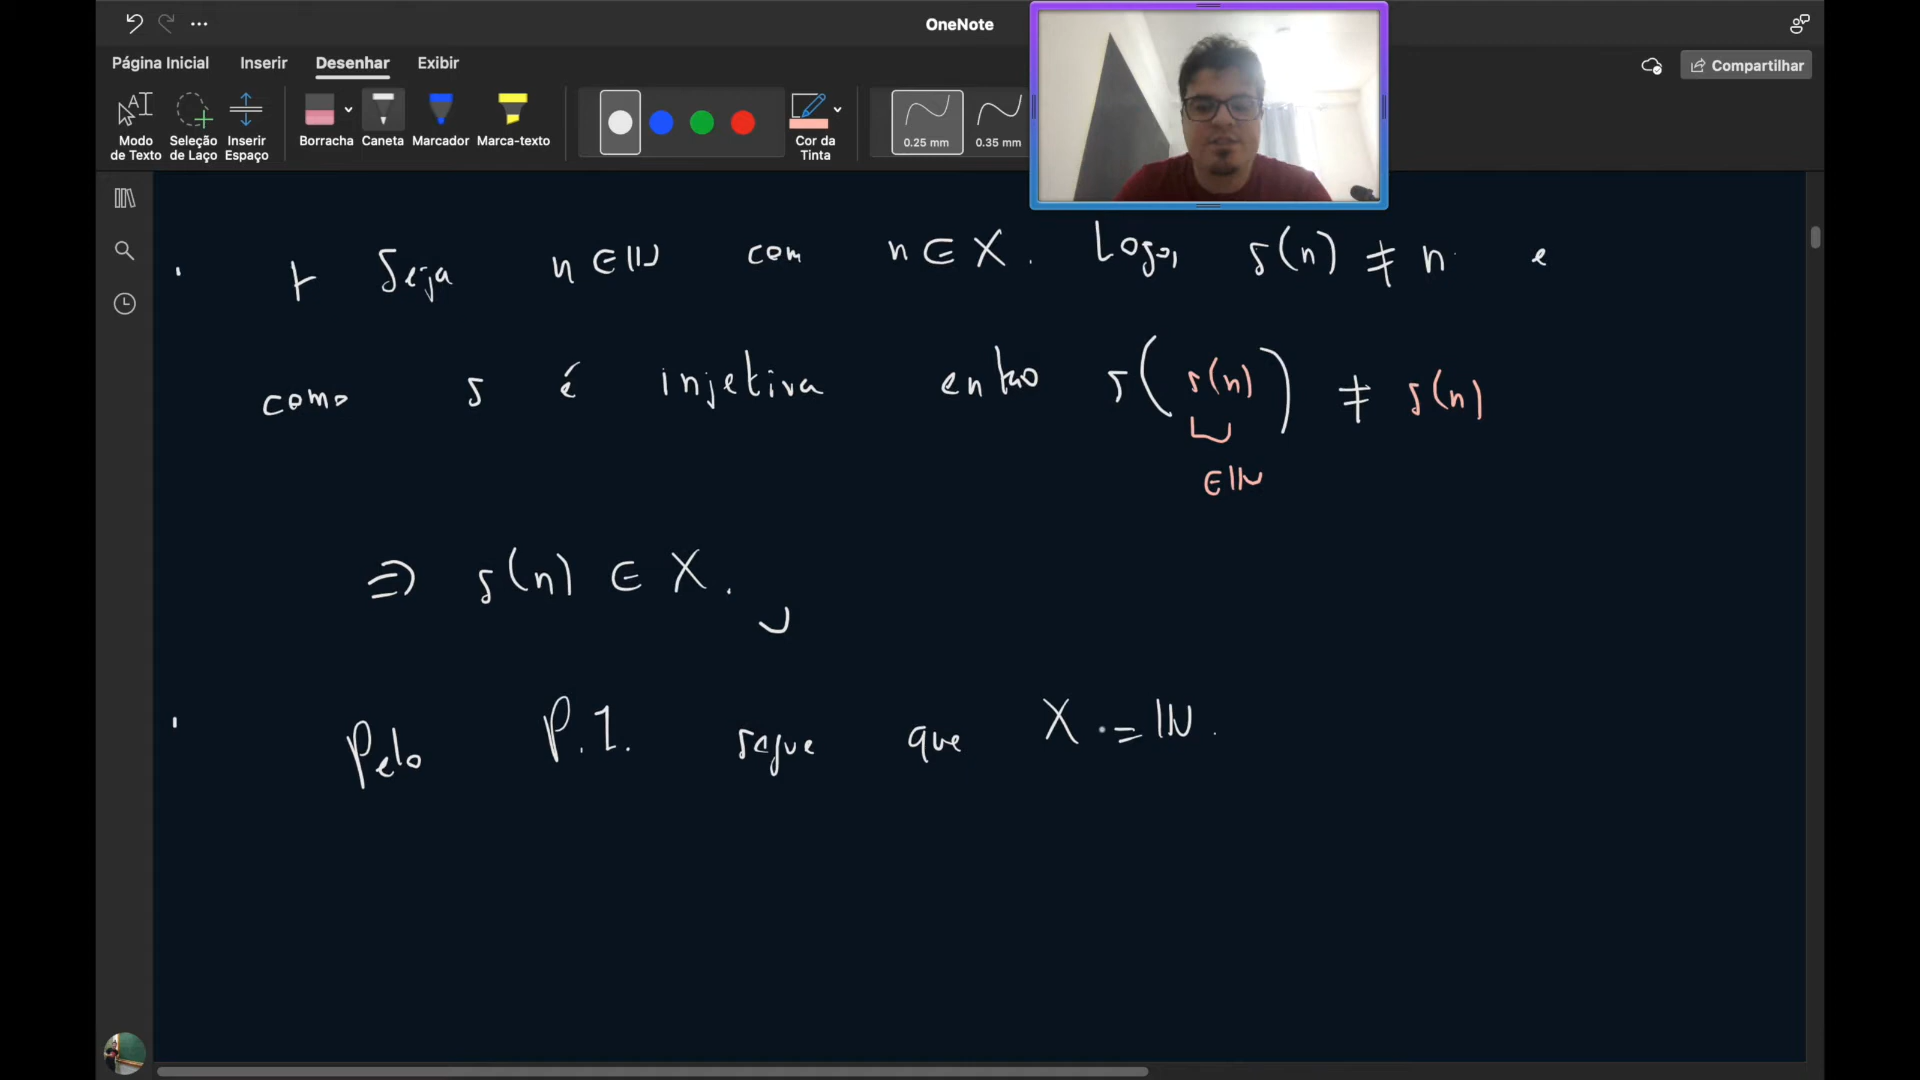 OneNote
Página Inicial Inserir Desenhar Exibir
Compartilhar
Modo de Texto
Seleção de Laço
Inserir Espaço
Borracha
Caneta
Marcador
Marca-texto
Cor da Tinta
0.25 mm
0.35 mm
+ Seja n ∈ ℕ com n ∈ X. Logo, s(n) ≠ n e
como s é injetiva então s(s(n)) ≠ s(n)
∈ ℕ
⇒ s(n) ∈ X.
Pelo P.I. segue que X = ℕ.